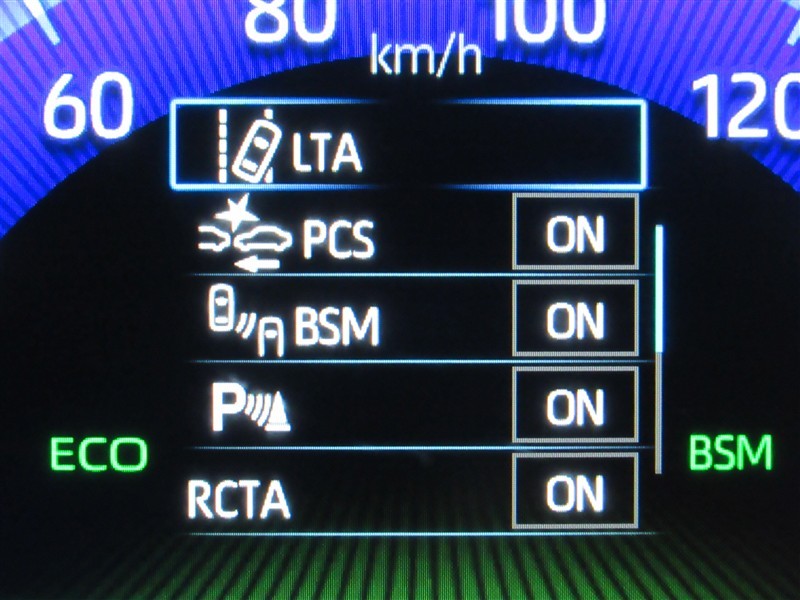 80 100
km/h
60 120
LTA
PCS ON
BSM ON
P ON
ECO BSM
RCTA ON